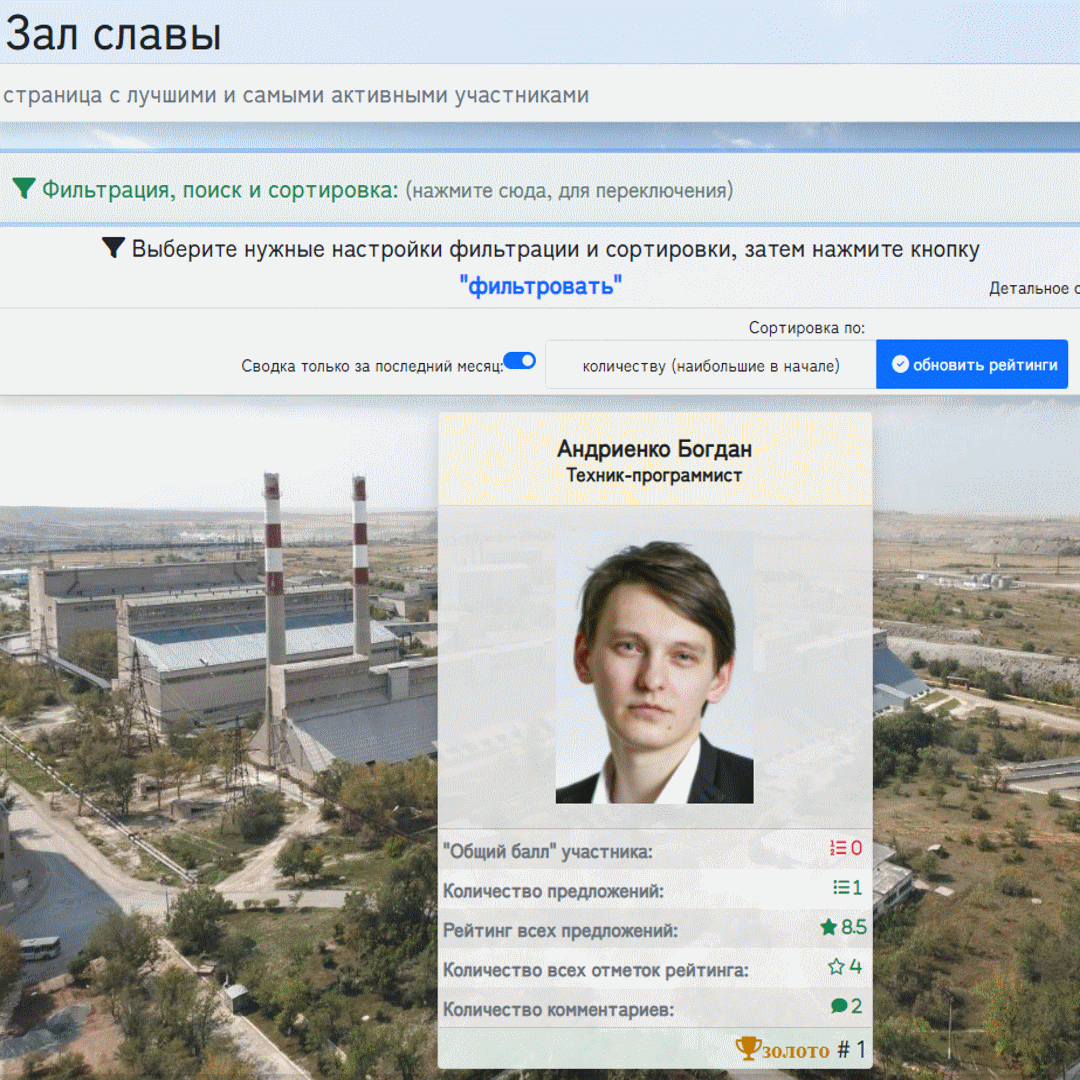 Зал славы
страница с лучшими и самыми активными участниками
Фильтрация, поиск и сортировка: (нажмите сюда, для переключения)
Выберите нужные настройки фильтрации и сортировки, затем нажмите кнопку
"фильтровать"
Детальное
Сортировка по:
Сводка только за последний месяц:
количеству (наибольшие в начале)
обновить рейтинги
Андриенко Богдан
Техник-программист
"Общий балл" участника: 0
Количество предложений: 1
Рейтинг всех предложений: 8.5
Количество всех отметок рейтинга: 4
Количество комментариев: 2
золото # 1